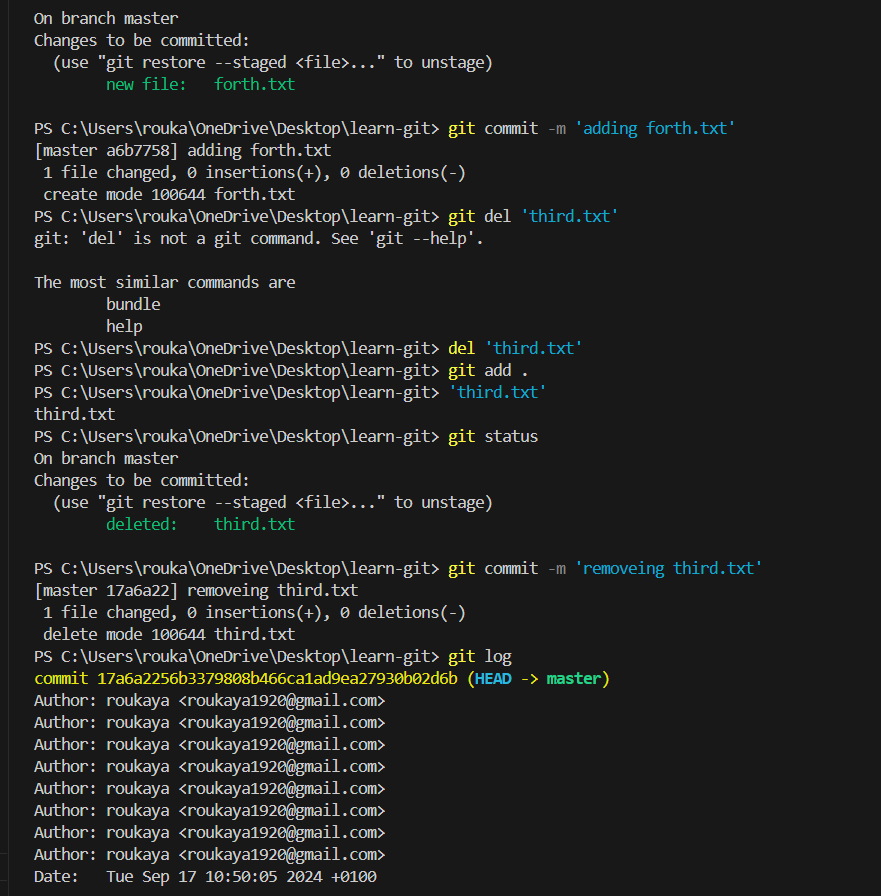 On branch master
Changes to be committed:
  (use "git restore --staged <file>..." to unstage)
        new file:   forth.txt

PS C:\Users\rouka\OneDrive\Desktop\learn-git> git commit -m 'adding forth.txt'
[master a6b7758] adding forth.txt
 1 file changed, 0 insertions(+), 0 deletions(-)
 create mode 100644 forth.txt
PS C:\Users\rouka\OneDrive\Desktop\learn-git> git del 'third.txt'
git: 'del' is not a git command. See 'git --help'.

The most similar commands are
        bundle
        help
PS C:\Users\rouka\OneDrive\Desktop\learn-git> del 'third.txt'
PS C:\Users\rouka\OneDrive\Desktop\learn-git> git add .
PS C:\Users\rouka\OneDrive\Desktop\learn-git> 'third.txt'
third.txt
PS C:\Users\rouka\OneDrive\Desktop\learn-git> git status
On branch master
Changes to be committed:
  (use "git restore --staged <file>..." to unstage)
        deleted:    third.txt

PS C:\Users\rouka\OneDrive\Desktop\learn-git> git commit -m 'removeing third.txt'
[master 17a6a22] removeing third.txt
 1 file changed, 0 insertions(+), 0 deletions(-)
 delete mode 100644 third.txt
PS C:\Users\rouka\OneDrive\Desktop\learn-git> git log
commit 17a6a2256b3379808b466ca1ad9ea27930b02d6b (HEAD -> master)
Author: roukaya <roukaya1920@gmail.com>
Author: roukaya <roukaya1920@gmail.com>
Author: roukaya <roukaya1920@gmail.com>
Author: roukaya <roukaya1920@gmail.com>
Author: roukaya <roukaya1920@gmail.com>
Author: roukaya <roukaya1920@gmail.com>
Author: roukaya <roukaya1920@gmail.com>
Author: roukaya <roukaya1920@gmail.com>
Date:   Tue Sep 17 10:50:05 2024 +0100